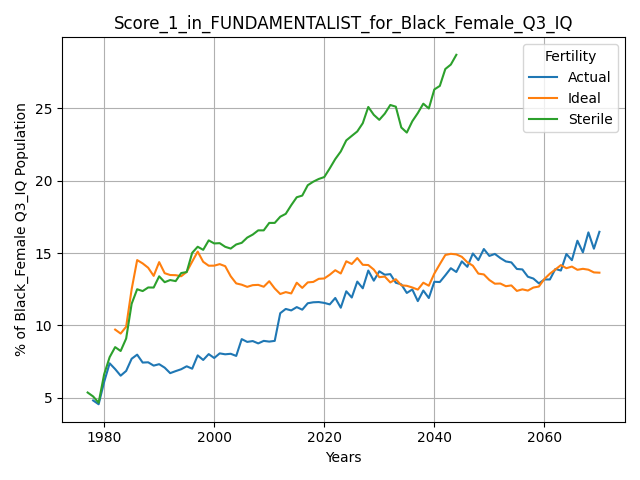 Score_1_in_FUNDAMENTALIST_for_Black_Female_Q3_IQ
% of Black_Female Q3_IQ Population
25
20
15
10
5
Fertility
Actual
Ideal
Sterile
1980 2000 2020 2040 2060
Years